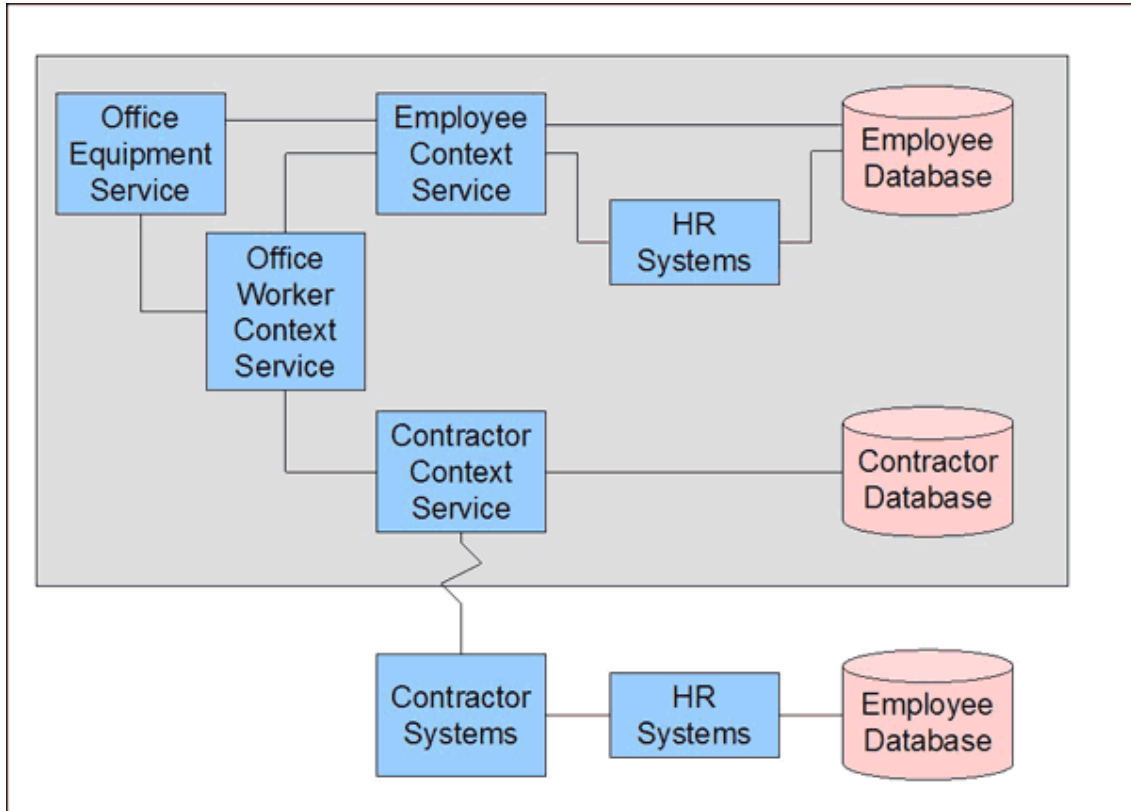 Office
Equipment
Service
Employee
Context
Service
Employee
Database
HR
Systems
Office
Worker
Context
Service
Contractor
Context
Service
Contractor
Database
Contractor
Systems
HR
Systems
Employee
Database